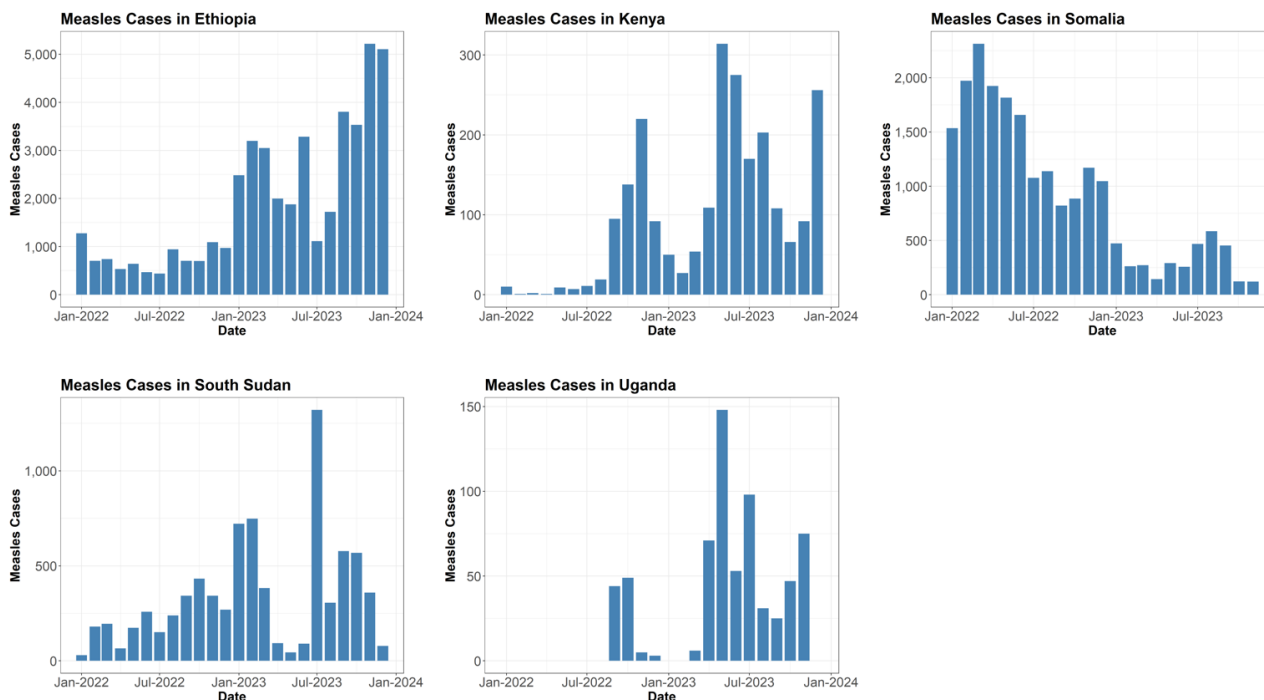 Measles Cases in Ethiopia
Measles Cases
5,000
4,000
3,000
2,000
1,000
0
Jan-2022 Jul-2022 Jan-2023 Jul-2023 Jan-2024
Date
Measles Cases in Kenya
Measles Cases
300
200
100
0
Jan-2022 Jul-2022 Jan-2023 Jul-2023 Jan-2024
Date
Measles Cases in Somalia
Measles Cases
2,000
1,500
1,000
500
0
Jan-2022 Jul-2022 Jan-2023 Jul-2023
Date
Measles Cases in South Sudan
Measles Cases
1,000
500
0
Jan-2022 Jul-2022 Jan-2023 Jul-2023 Jan-2024
Date
Measles Cases in Uganda
Measles Cases
150
100
50
0
Jan-2022 Jul-2022 Jan-2023 Jul-2023 Jan-2024
Date